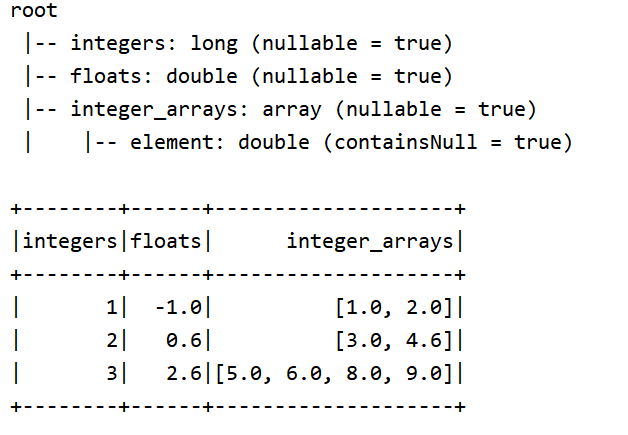 root
 |-- integers: long (nullable = true)
 |-- floats: double (nullable = true)
 |-- integer_arrays: array (nullable = true)
 |    |-- element: double (containsNull = true)

+--------+------+--------------------+
|integers|floats|      integer_arrays|
+--------+------+--------------------+
|       1|  -1.0|          [1.0, 2.0]|
|       2|   0.6|          [3.0, 4.6]|
|       3|   2.6|[5.0, 6.0, 8.0, 9.0]|
+--------+------+--------------------+